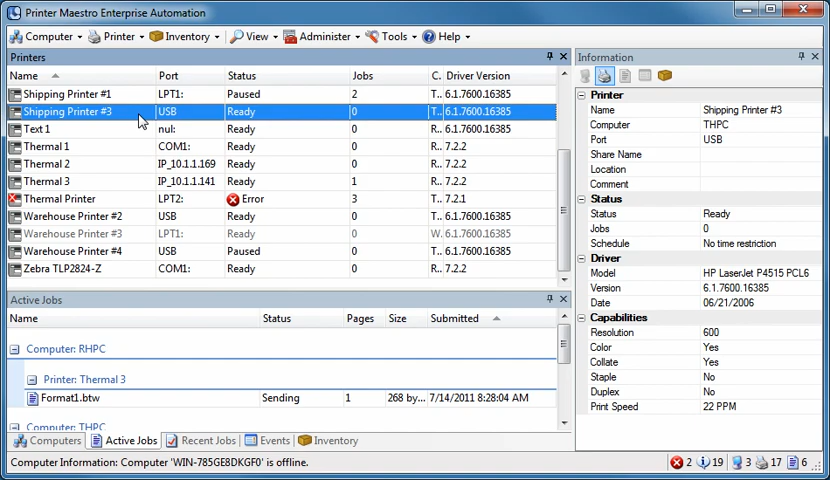 Printer Maestro Enterprise Automation
Computer Printer Inventory View Administer Tools Help
Printers
Name Port Status Jobs C. Driver Version
Shipping Printer #1 LPT1: Paused 2 T.. 6.1.7600.16385
Shipping Printer #3 USB Ready 0 T.. 6.1.7600.16385
Text 1 nul: Ready 0 R.. 6.1.7600.16385
Thermal 1 COM1: Ready 0 R.. 7.2.2
Thermal 2 IP_10.1.1.169 Ready 0 R.. 7.2.2
Thermal 3 IP_10.1.1.141 Ready 1 R.. 7.2.2
Thermal Printer LPT2: Error 3 T.. 7.2.1
Warehouse Printer #2 USB Ready 0 T.. 6.1.7600.16385
Warehouse Printer #3 LPT1: Ready 0 W. 6.1.7600.16385
Warehouse Printer #4 USB Paused 0 T.. 6.1.7600.16385
Zebra TLP2824-Z COM1: Ready 0 R.. 7.2.2
Active Jobs
Name Status Pages Size Submitted
Computer: RHPC
Printer: Thermal 3
Format1.btw Sending 1 268 by... 7/14/2011 8:28:04 AM
Computer: THPC
Computers Active Jobs Recent Jobs Events Inventory
Information
Printer
Name Shipping Printer #3
Computer THPC
Port USB
Share Name
Location
Comment
Status
Status Ready
Jobs 0
Schedule No time restriction
Driver
Model HP LaserJet P4515 PCL6
Version 6.1.7600.16385
Date 06/21/2006
Capabilities
Resolution 600
Color Yes
Collate Yes
Staple No
Duplex No
Print Speed 22 PPM
Computer Information: Computer 'WIN-785GE8DKGF0' is offline. 2 19 3 17 6